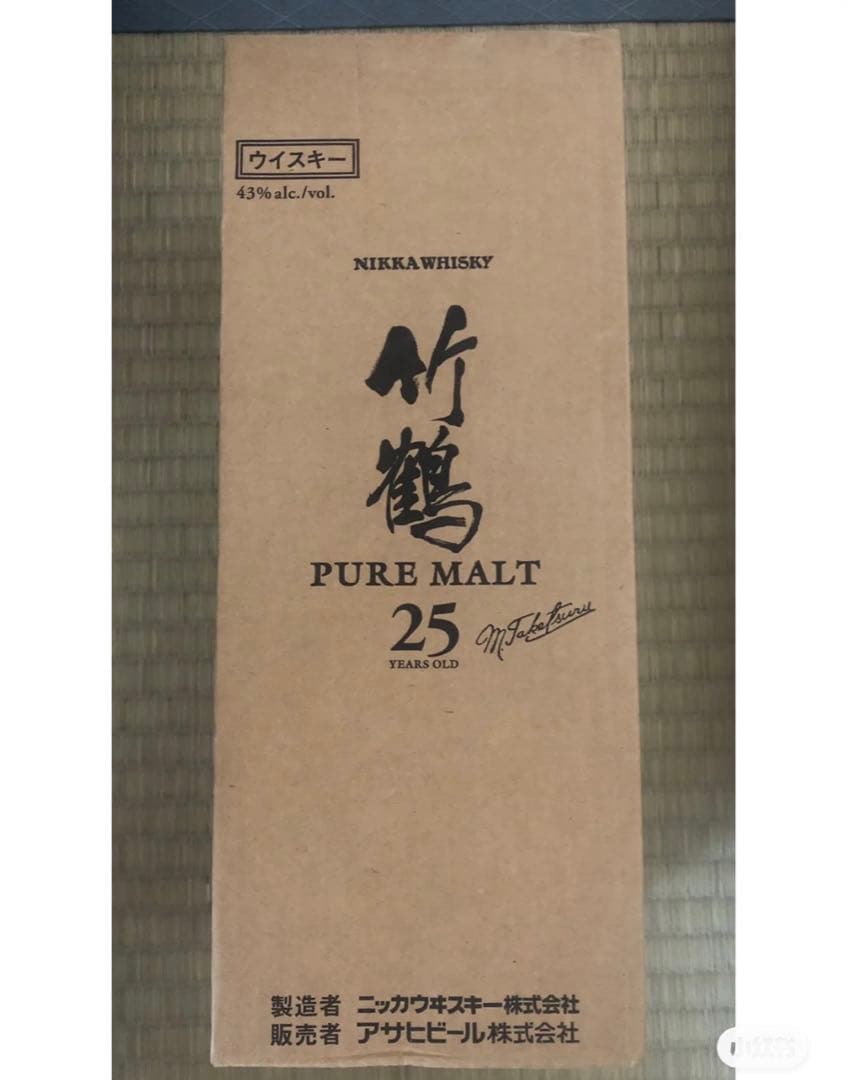 ウイスキー
43% alc./vol.
NIKKA WHISKY
竹
鶴
PURE MALT
25
YEARS OLD
M.Taketsuru
製造者 ニッカウヰスキー株式会社
販売者 アサヒビール株式会社